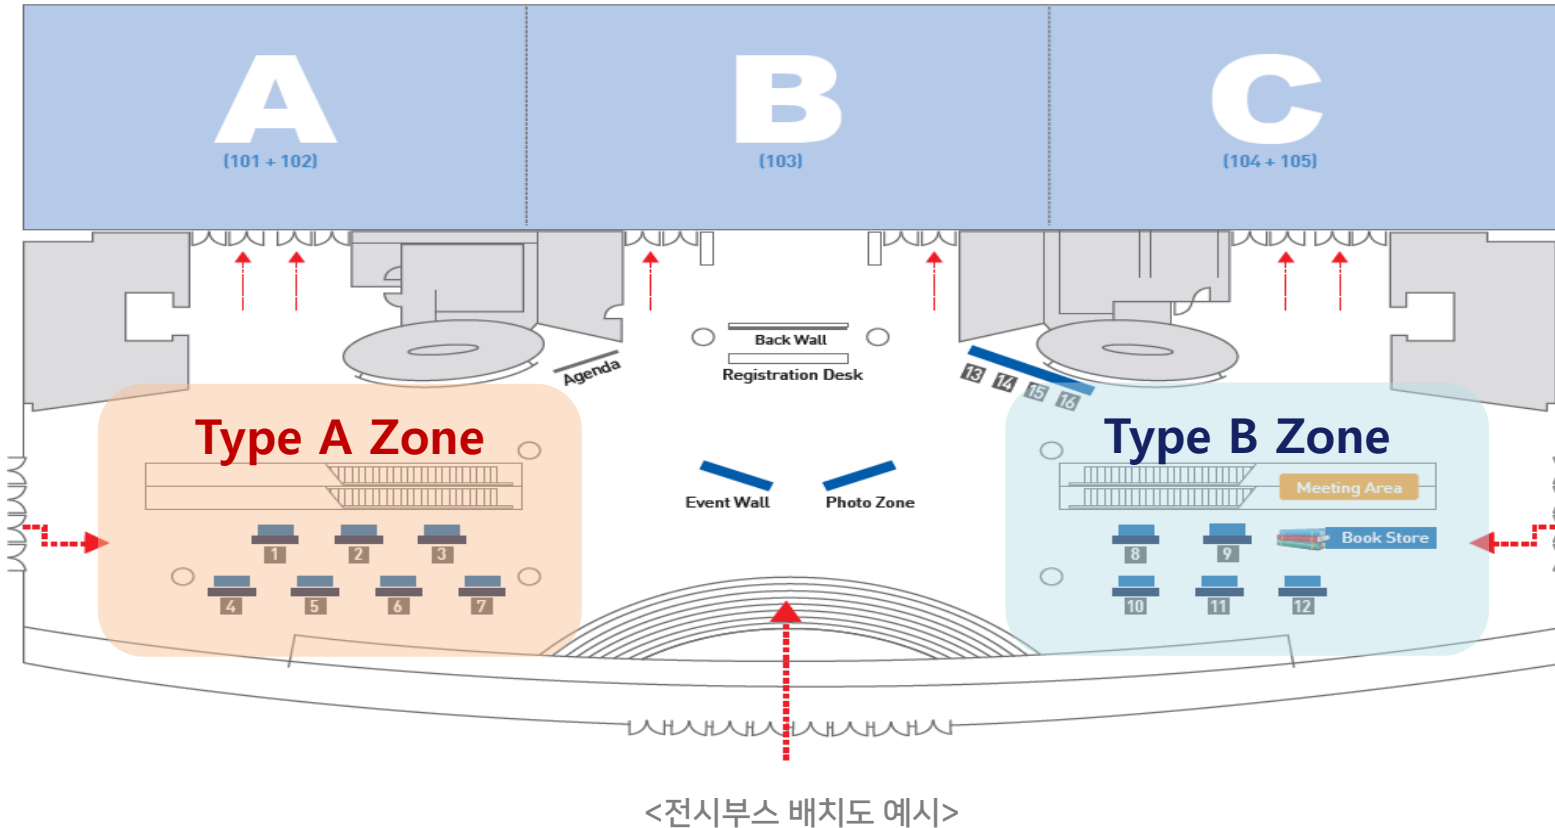 A
(101 + 102)
B
(103)
C
(104 + 105)
Back Wall
Registration Desk
Agenda
13 14 15 16
Type A Zone
Type B Zone
Event Wall
Photo Zone
Meeting Area
1 2 3
8 9
Book Store
4 5 6 7
10 11 12
<전시부스 배치도 예시>